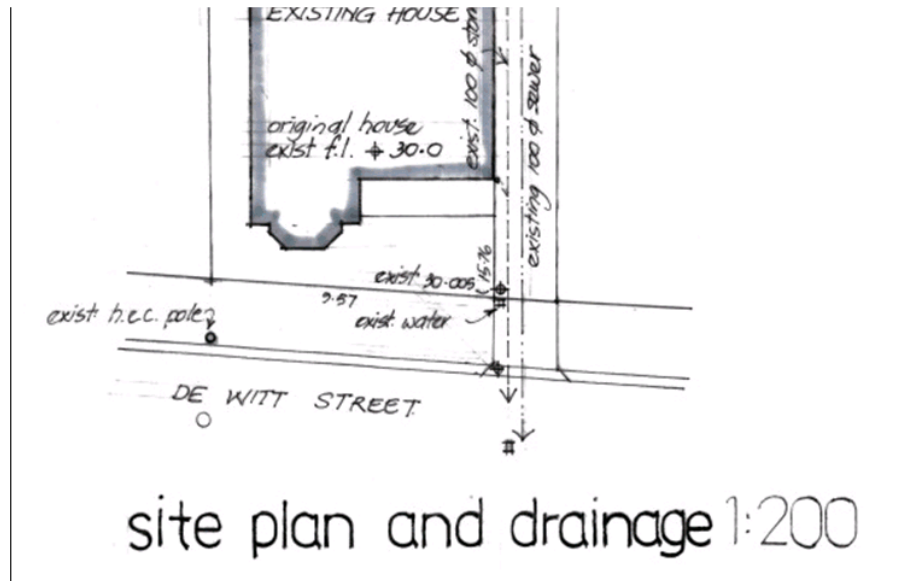 EXISTING HOUSE
exist. 100 ϕ stor
existing 100 ϕ sewer
original house
exist f.l. + 30.0
15.76
exist 30.005
9.57
exist h.e.c. pole
exist. water
DE WITT STREET
site plan and drainage 1:200